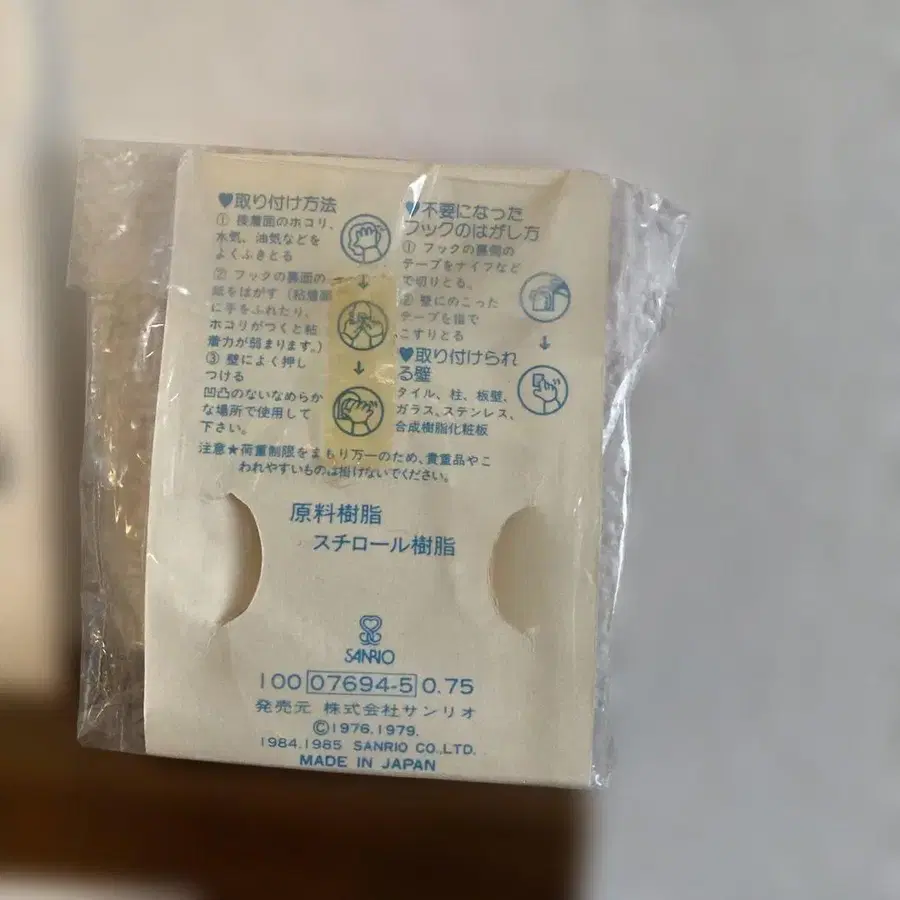 ♥取り付け方法
① 接着面のホコリ、
水気、油気などを
よくふきとる
② フックの裏面の
紙をはがす (粘着部
に手をふれたり、
ホコリがつくと粘
着力が弱まります。)
③ 壁によく押し
つける
凹凸のないなめらか
な場所で使用して
下さい。
♥不要になった
フックのはがし方
① フックの裏側の
テープをナイフなど
で切りとる。
② 壁にのこった
テープを指で
こすりとる
♥取り付けられ
る壁
タイル、柱、板壁、
ガラス、ステンレス、
合成樹脂化粧板
注意★荷重制限をまもり万一のため、貴重品やこ
われやすいものは掛けないでください。
原料樹脂
スチロール樹脂
SANRIO
100 07694-5 0.75
発売元 株式会社サンリオ
©1976.1979.
1984.1985 SANRIO CO.,LTD.
MADE IN JAPAN